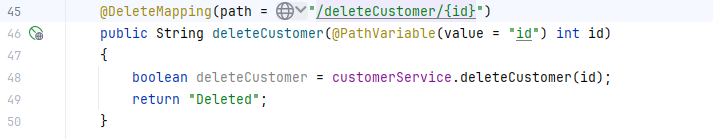 45 @DeleteMapping(path = "/deleteCustomer/{id}")
46 public String deleteCustomer(@PathVariable(value = "id") int id)
47 {
48 boolean deleteCustomer = customerService.deleteCustomer(id);
49 return "Deleted";
50 }